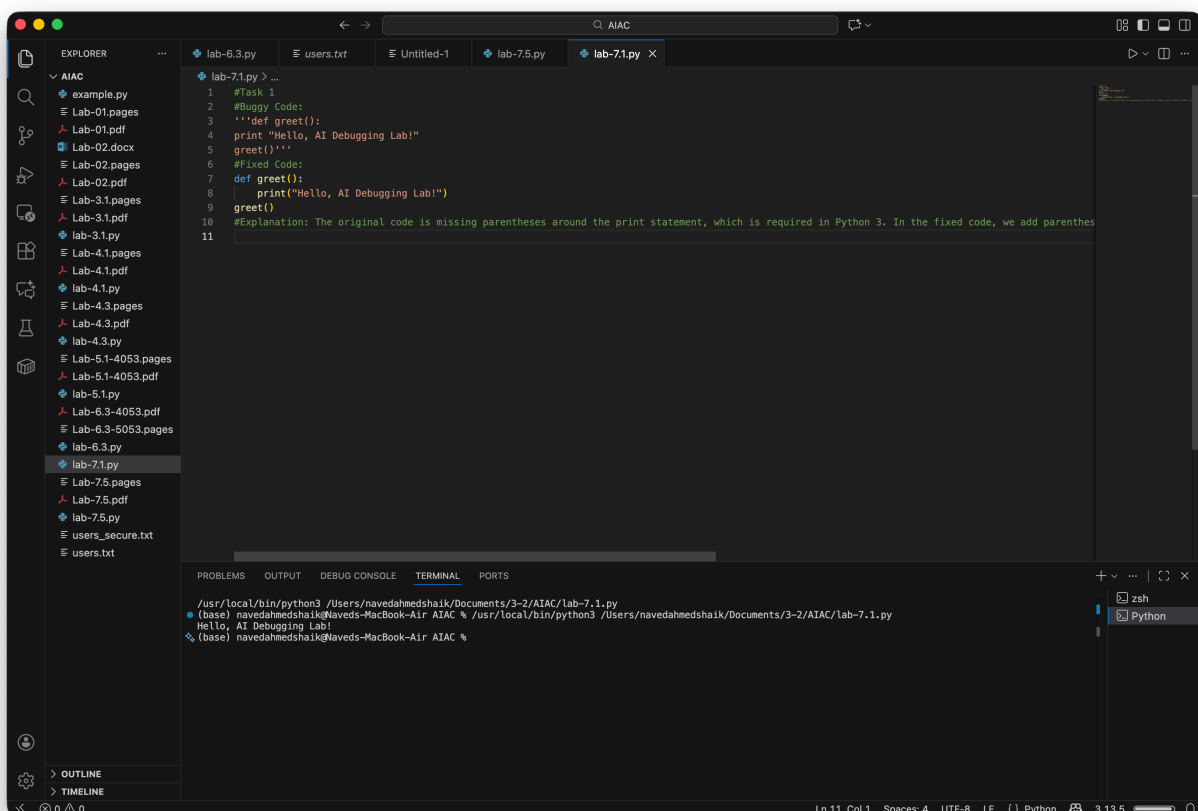 AIAC
EXPLORER
lab-6.3.py
users.txt
Untitled-1
lab-7.5.py
lab-7.1.py
AIAC
example.py
Lab-01.pages
Lab-01.pdf
Lab-02.docx
Lab-02.pages
Lab-02.pdf
Lab-3.1.pages
Lab-3.1.pdf
lab-3.1.py
Lab-4.1.pages
Lab-4.1.pdf
lab-4.1.py
Lab-4.3.pages
Lab-4.3.pdf
lab-4.3.py
Lab-5.1-4053.pages
Lab-5.1-4053.pdf
lab-5.1.py
Lab-6.3-4053.pdf
Lab-6.3-5053.pages
lab-6.3.py
lab-7.1.py
Lab-7.5.pages
Lab-7.5.pdf
lab-7.5.py
users_secure.txt
users.txt
OUTLINE
TIMELINE
lab-7.1.py > ...
1 #Task 1
2 #Buggy Code:
3 '''def greet():
4 print "Hello, AI Debugging Lab!"
5 greet()'''
6 #Fixed Code:
7 def greet():
8     print("Hello, AI Debugging Lab!")
9 greet()
10 #Explanation: The original code is missing parentheses around the print statement, which is required in Python 3. In the fixed code, we add parenthes
11
PROBLEMS OUTPUT DEBUG CONSOLE TERMINAL PORTS
/usr/local/bin/python3 /Users/navedahmedshaik/Documents/3-2/AIAC/lab-7.1.py
(base) navedahmedshaik@Naveds-MacBook-Air AIAC % /usr/local/bin/python3 /Users/navedahmedshaik/Documents/3-2/AIAC/lab-7.1.py
Hello, AI Debugging Lab!
(base) navedahmedshaik@Naveds-MacBook-Air AIAC %
zsh
Python
0 0 Ln 11, Col 1 Spaces: 4 UTF-8 LF {} Python 3.13.5